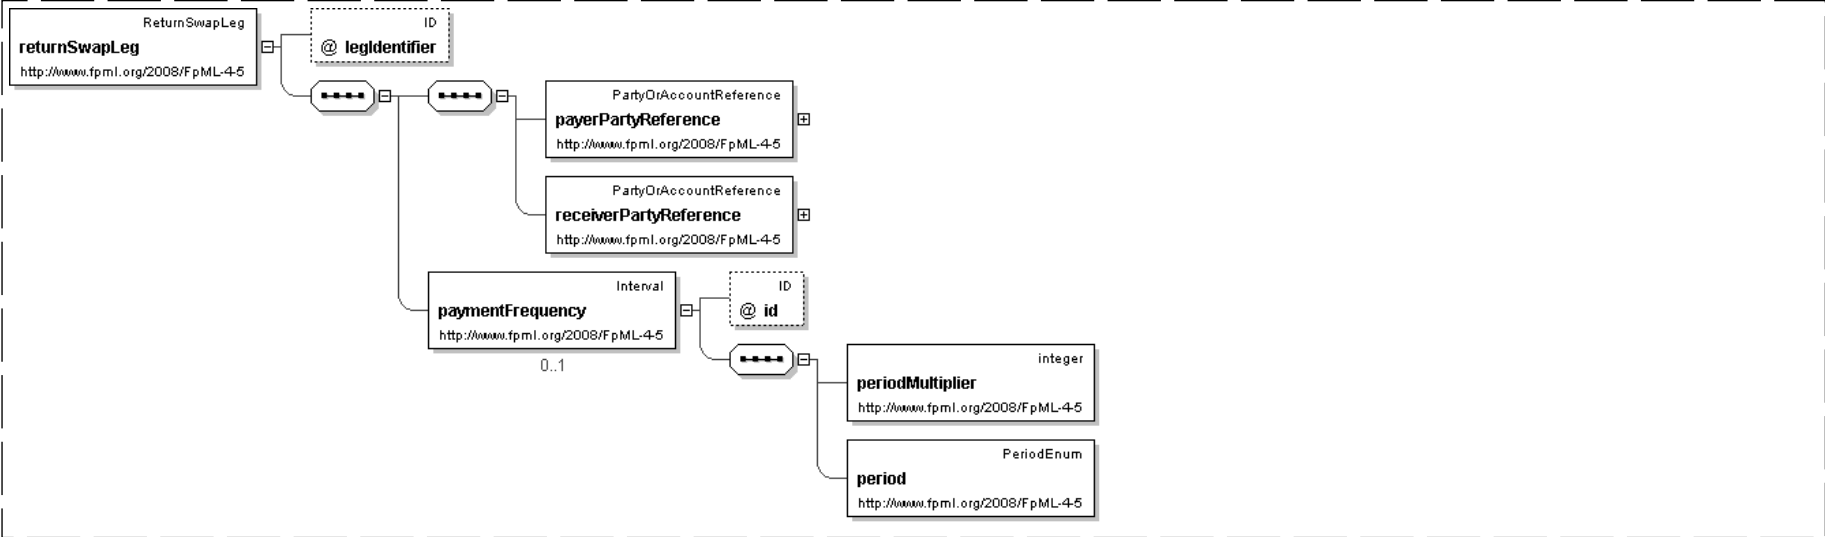 ReturnSwapLeg
returnSwapLeg
http://www.fpml.org/2008/FpML-4-5
ID
@ legIdentifier
PartyOrAccountReference
payerPartyReference
http://www.fpml.org/2008/FpML-4-5
PartyOrAccountReference
receiverPartyReference
http://www.fpml.org/2008/FpML-4-5
Interval
paymentFrequency
http://www.fpml.org/2008/FpML-4-5
0..1
ID
@ id
integer
periodMultiplier
http://www.fpml.org/2008/FpML-4-5
PeriodEnum
period
http://www.fpml.org/2008/FpML-4-5